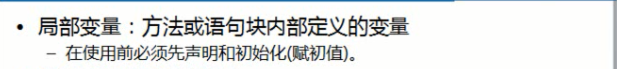 • 局部变量：方法或语句块内部定义的变量
– 在使用前必须先声明和初始化(赋初值)。